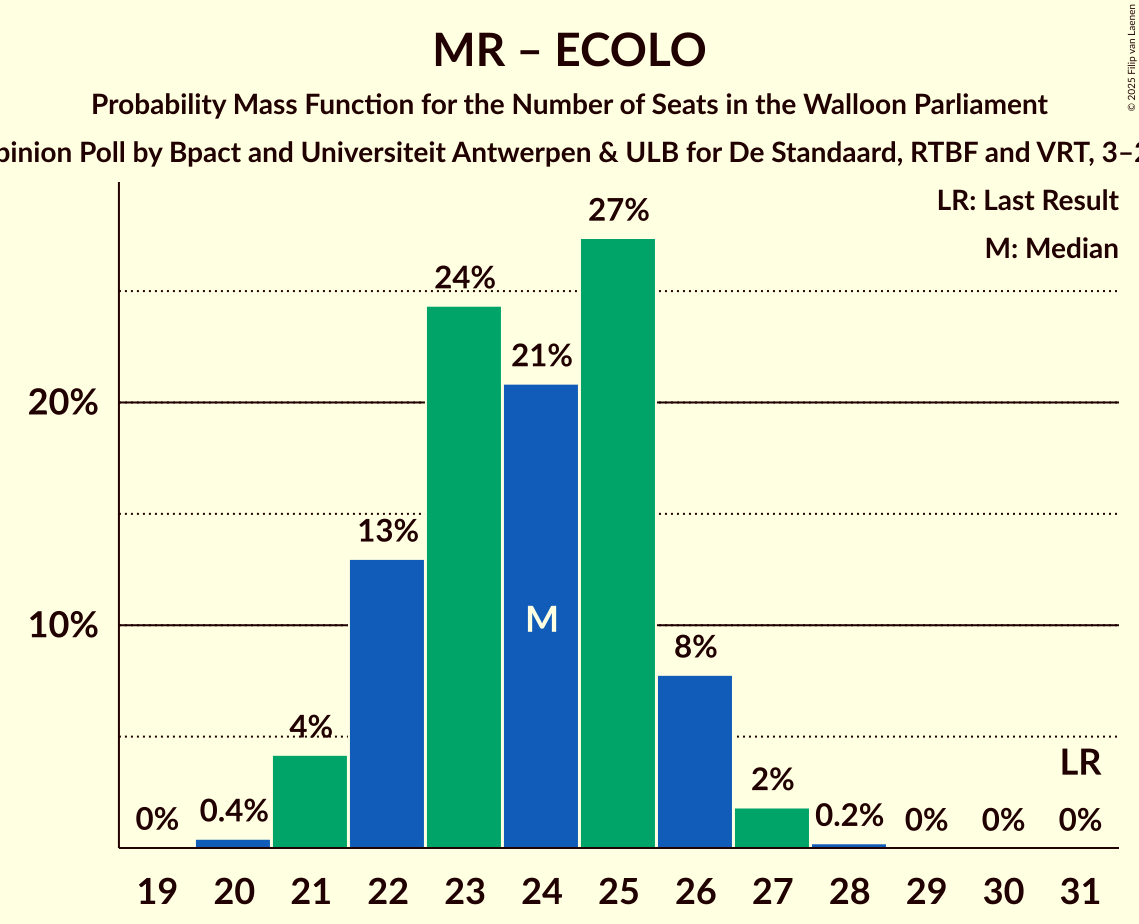 MR – ECOLO
Probability Mass Function for the Number of Seats in the Walloon Parliament
pinion Poll by Bpact and Universiteit Antwerpen & ULB for De Standaard, RTBF and VRT, 3–2
© 2025 Filip van Laenen
LR: Last Result
M: Median
27%
24%
21%
20%
13%
10%
M
8%
4%
LR
2%
0% 0.4% 0.2% 0% 0% 0%
19 20 21 22 23 24 25 26 27 28 29 30 31